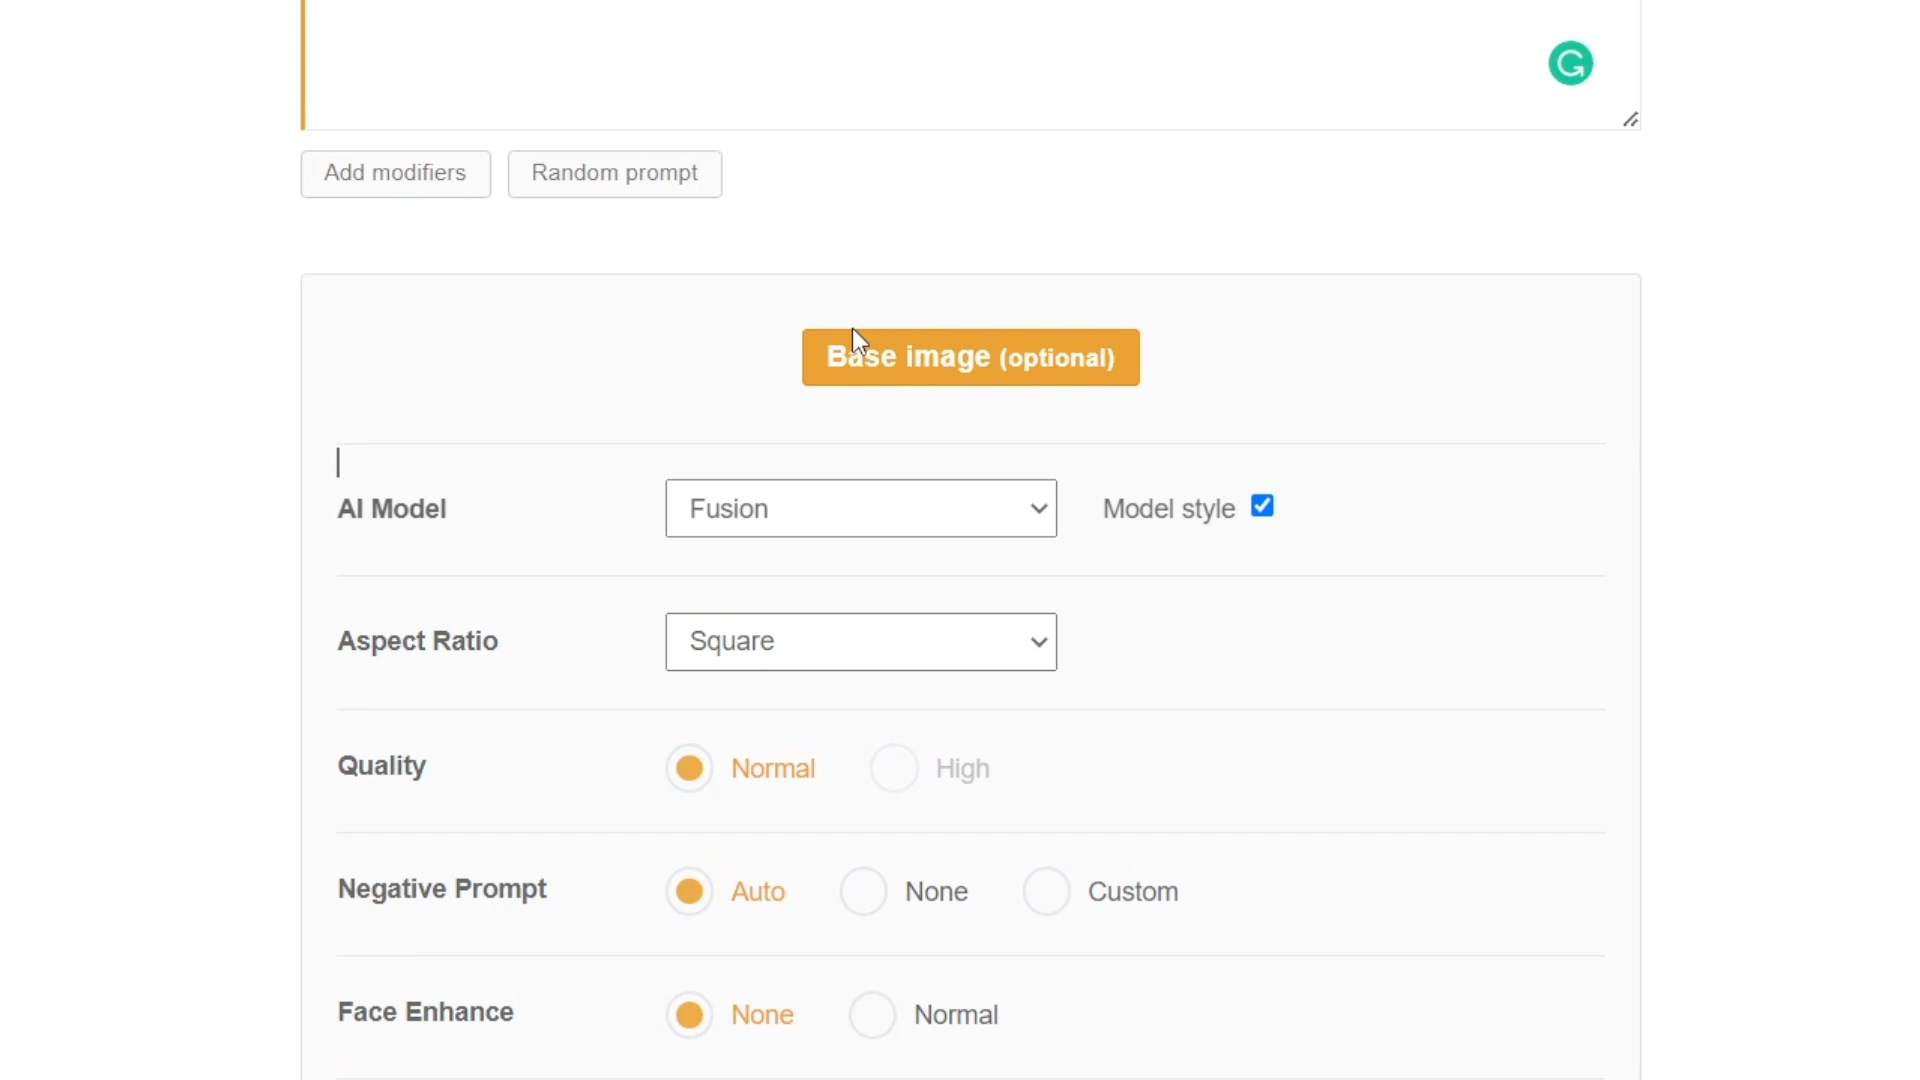 Add modifiers Random prompt
Base image (optional)
AI Model Fusion Model style
Aspect Ratio Square
Quality Normal High
Negative Prompt Auto None Custom
Face Enhance None Normal